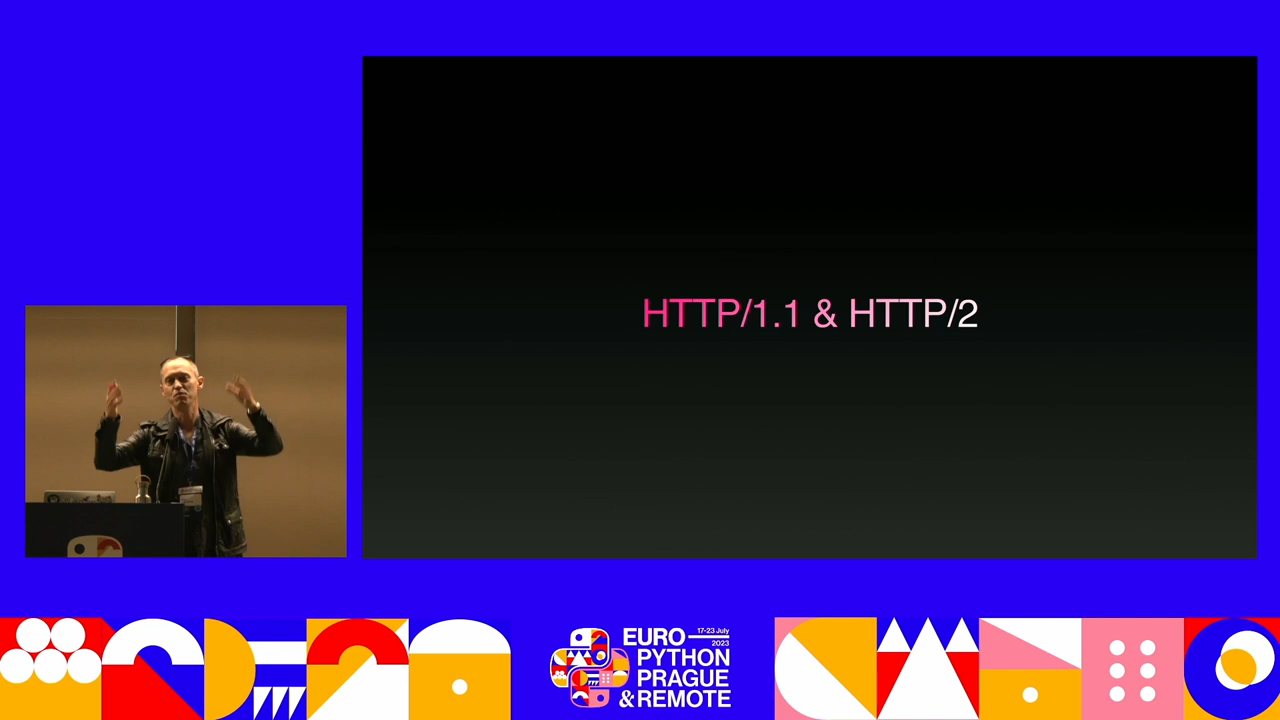 HTTP/1.1 & HTTP/2
EURO
17-23 July
2023
PYTHON
PRAGUE
& REMOTE